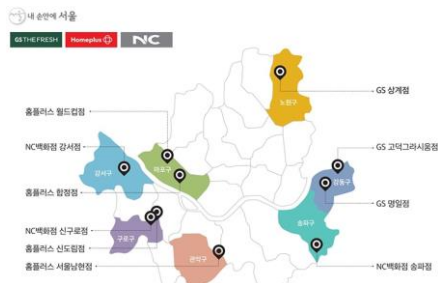 내 손안에 서울
GS THE FRESH
Homeplus
NC
노원구
GS 상계점
홈플러스 월드컵점
NC백화점 강서점
강서구
마포구
GS 고덕그라시움점
강동구
홈플러스 합정점
GS 명일점
송파구
NC백화점 신구로점
홈플러스 신도림점
구로구
관악구
홈플러스 서울남현점
NC백화점 송파점